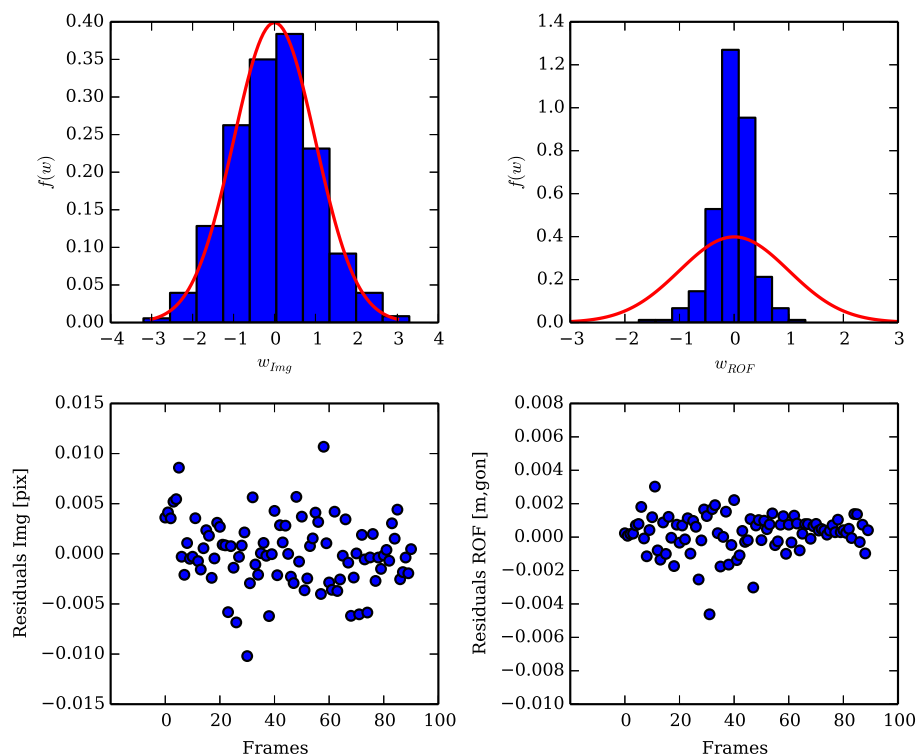 0.40
0.35
0.30
0.25
0.20
0.15
0.10
0.05
0.00
f(w)
−4 −3 −2 −1 0 1 2 3 4
w_Img
1.4
1.2
1.0
0.8
0.6
0.4
0.2
0.0
f(w)
−3 −2 −1 0 1 2 3
w_ROF
0.015
0.010
0.005
0.000
−0.005
−0.010
−0.015
Residuals Img [pix]
0 20 40 60 80 100
Frames
0.008
0.006
0.004
0.002
0.000
−0.002
−0.004
−0.006
−0.008
−0.010
Residuals ROF [m,gon]
0 20 40 60 80 100
Frames